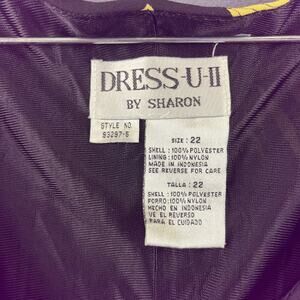 DRESS-U-II
BY SHARON
STYLE NO.
93297-5
SIZE : 22
SHELL : 100% POLYESTER
LINING : 100% NYLON
MADE IN INDONESIA
SEE REVERSE FOR CARE
TALLA : 22
SHELL : 100% POLYESTER
FORRO : 100% NYLON
HECHO EN INDONESIA
VE EL REVERSO
PARA EL CUIDADO